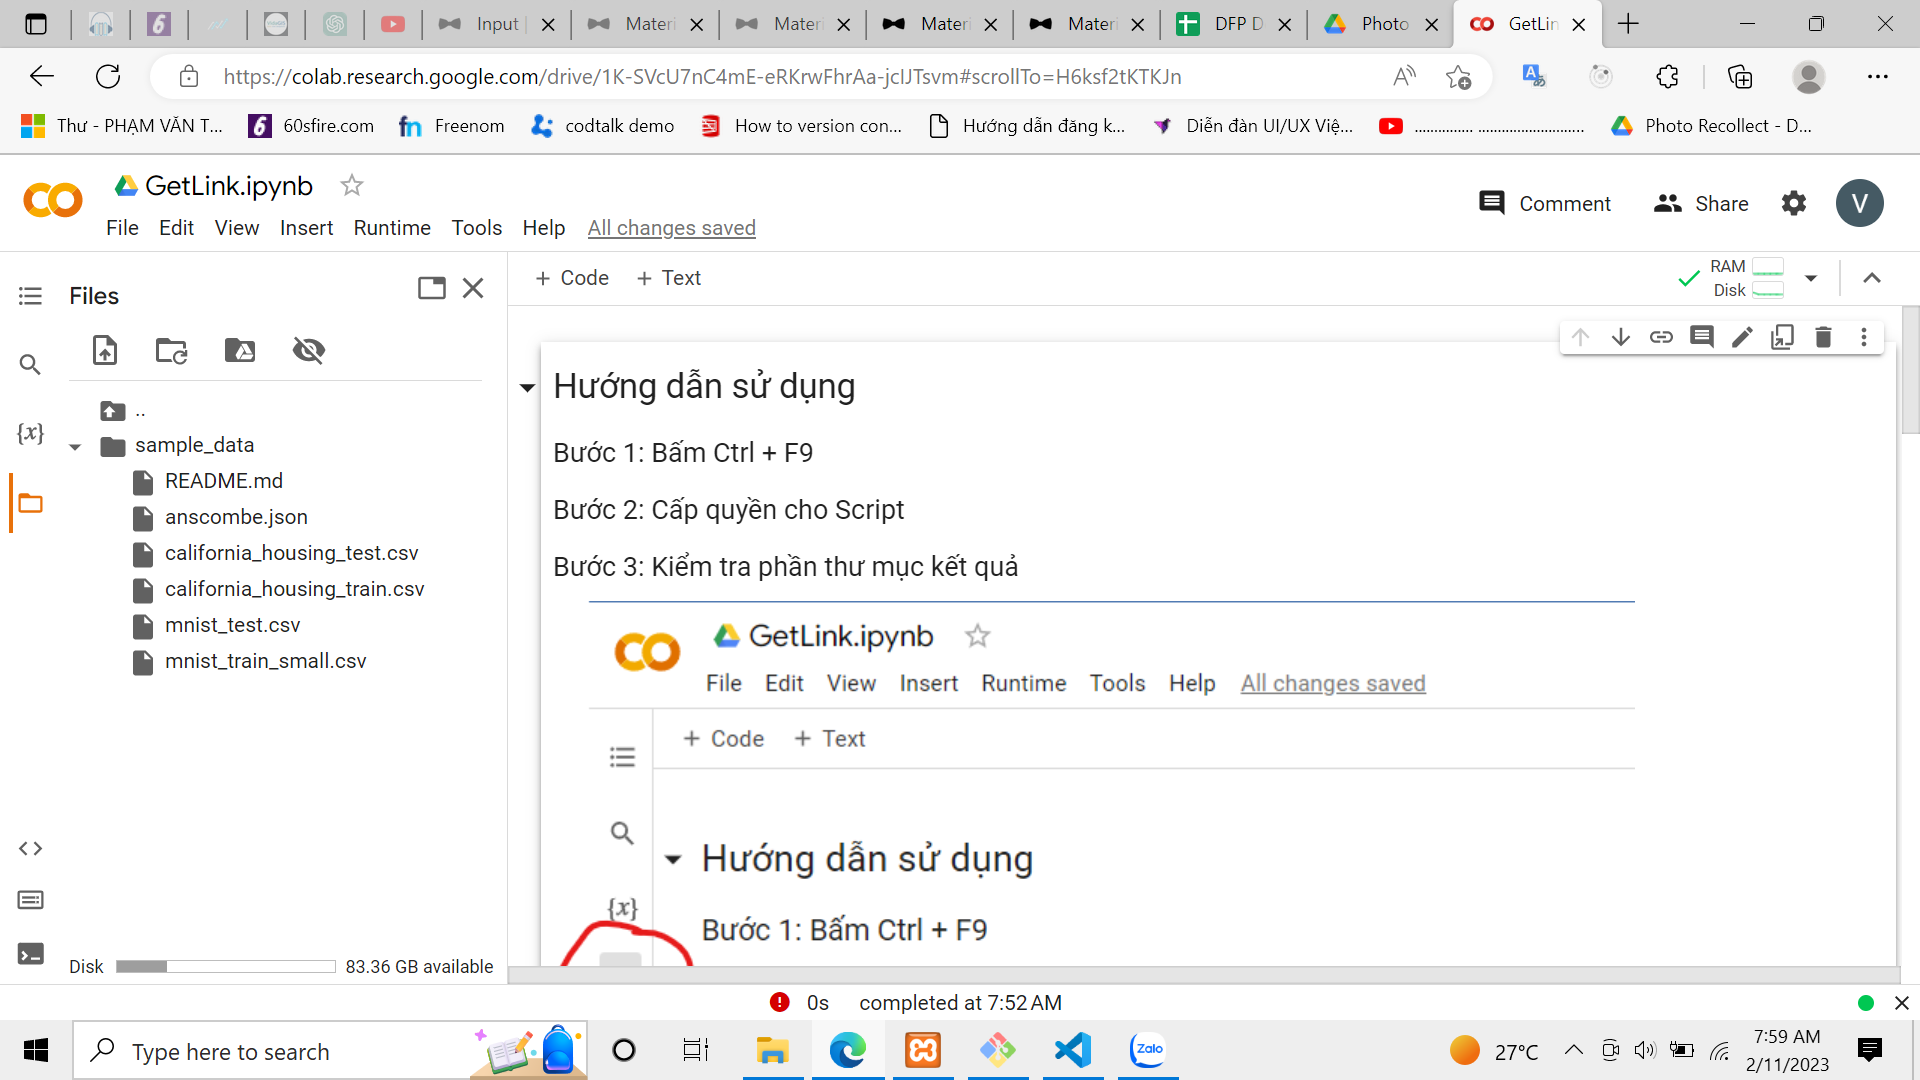 Input
Materi
Materi
Materi
Materi
DFP D
Photo
GetLin
https://colab.research.google.com/drive/1K-SVcU7nC4mE-eRKrwFhrAa-jcIJTsvm#scrollTo=H6ksf2tKTKJn
Thư - PHẠM VĂN T...
60sfire.com
Freenom
codtalk demo
How to version con...
Hướng dẫn đăng k...
Diễn đàn UI/UX Việ...
............... ...........................
Photo Recollect - D...
GetLink.ipynb
File Edit View Insert Runtime Tools Help All changes saved
Comment
Share
V
Files
+ Code + Text
RAM
Disk
..
sample_data
README.md
anscombe.json
california_housing_test.csv
california_housing_train.csv
mnist_test.csv
mnist_train_small.csv
Disk 83.36 GB available
Hướng dẫn sử dụng
Bước 1: Bấm Ctrl + F9
Bước 2: Cấp quyền cho Script
Bước 3: Kiểm tra phần thư mục kết quả
GetLink.ipynb
File Edit View Insert Runtime Tools Help All changes saved
+ Code + Text
{x}
Hướng dẫn sử dụng
Bước 1: Bấm Ctrl + F9
{x}
0s completed at 7:52 AM
Type here to search
Zalo
27°C
7:59 AM
2/11/2023